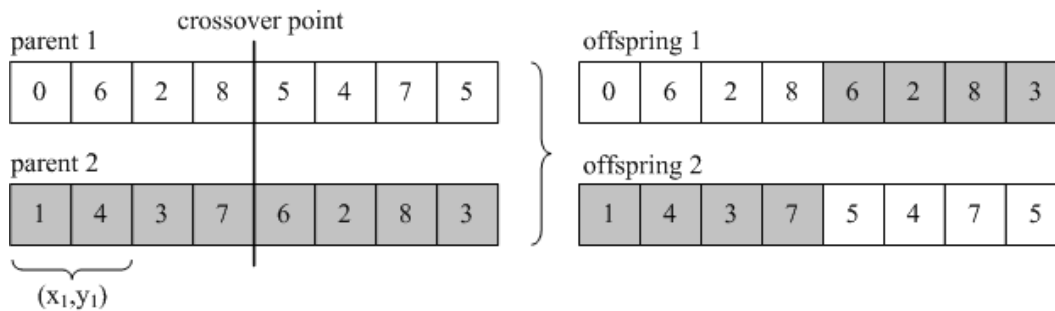 crossover point
parent 1
0 6 2 8 5 4 7 5
parent 2
1 4 3 7 6 2 8 3
(x₁,y₁)
offspring 1
0 6 2 8 6 2 8 3
offspring 2
1 4 3 7 5 4 7 5